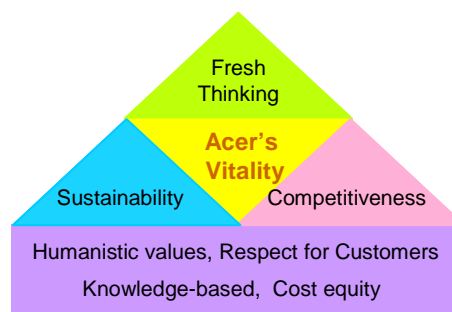 Fresh
Thinking
Acer's
Vitality
Sustainability
Competitiveness
Humanistic values, Respect for Customers
Knowledge-based, Cost equity